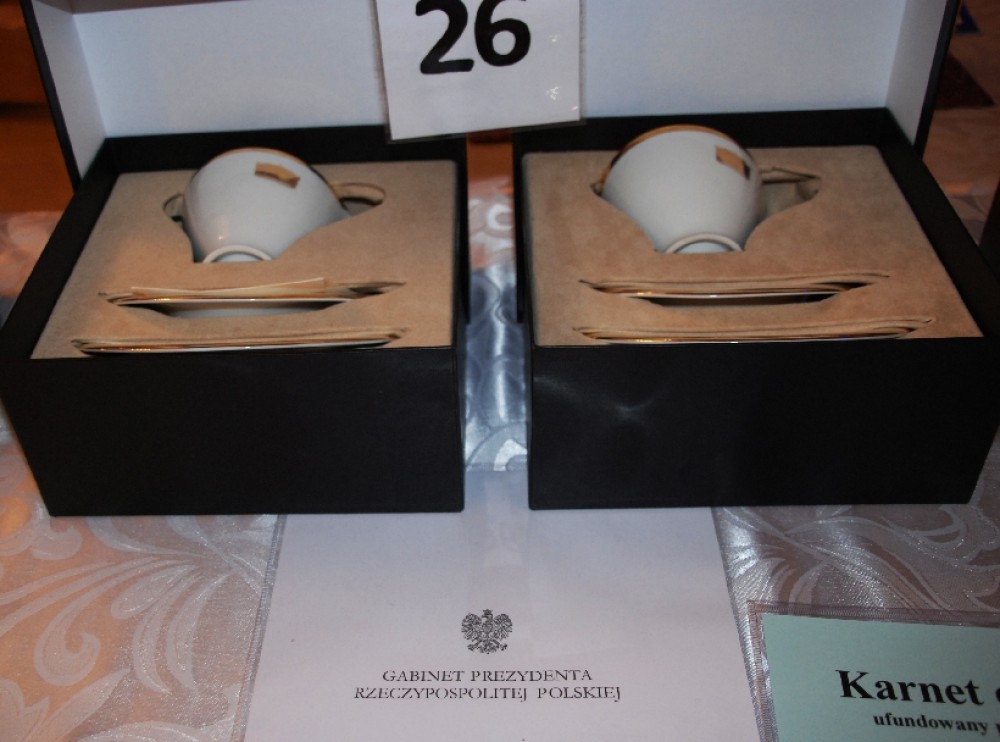 26
GABINET PREZYDENTA
RZECZYPOSPOLITEJ POLSKIEJ
Karnet
ufundowany